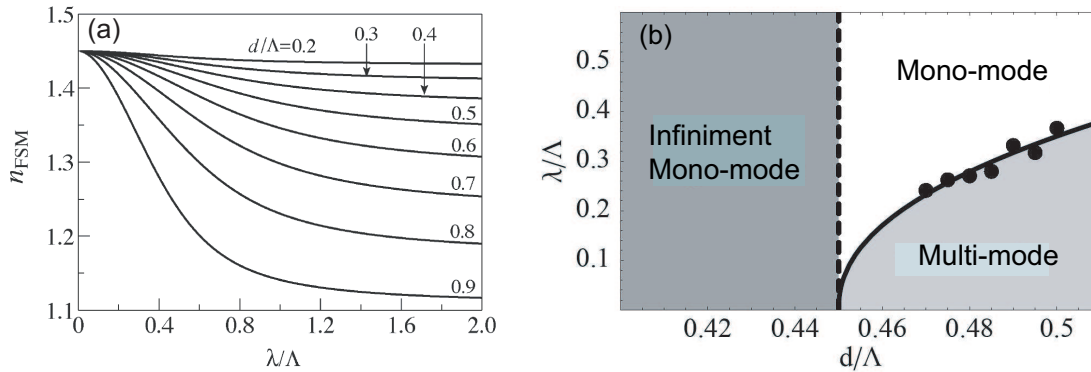 (a)
1.5
1.4
1.3
1.2
1.1
n_FSM
d/Λ=0.2
0.3
0.4
0.5
0.6
0.7
0.8
0.9
0
0.4
0.8
1.2
1.6
2.0
λ/Λ
(b)
0.5
0.4
0.3
0.2
0.1
λ/Λ
Infiniment
Mono-mode
Mono-mode
Multi-mode
0.42
0.44
0.46
0.48
0.5
d/Λ